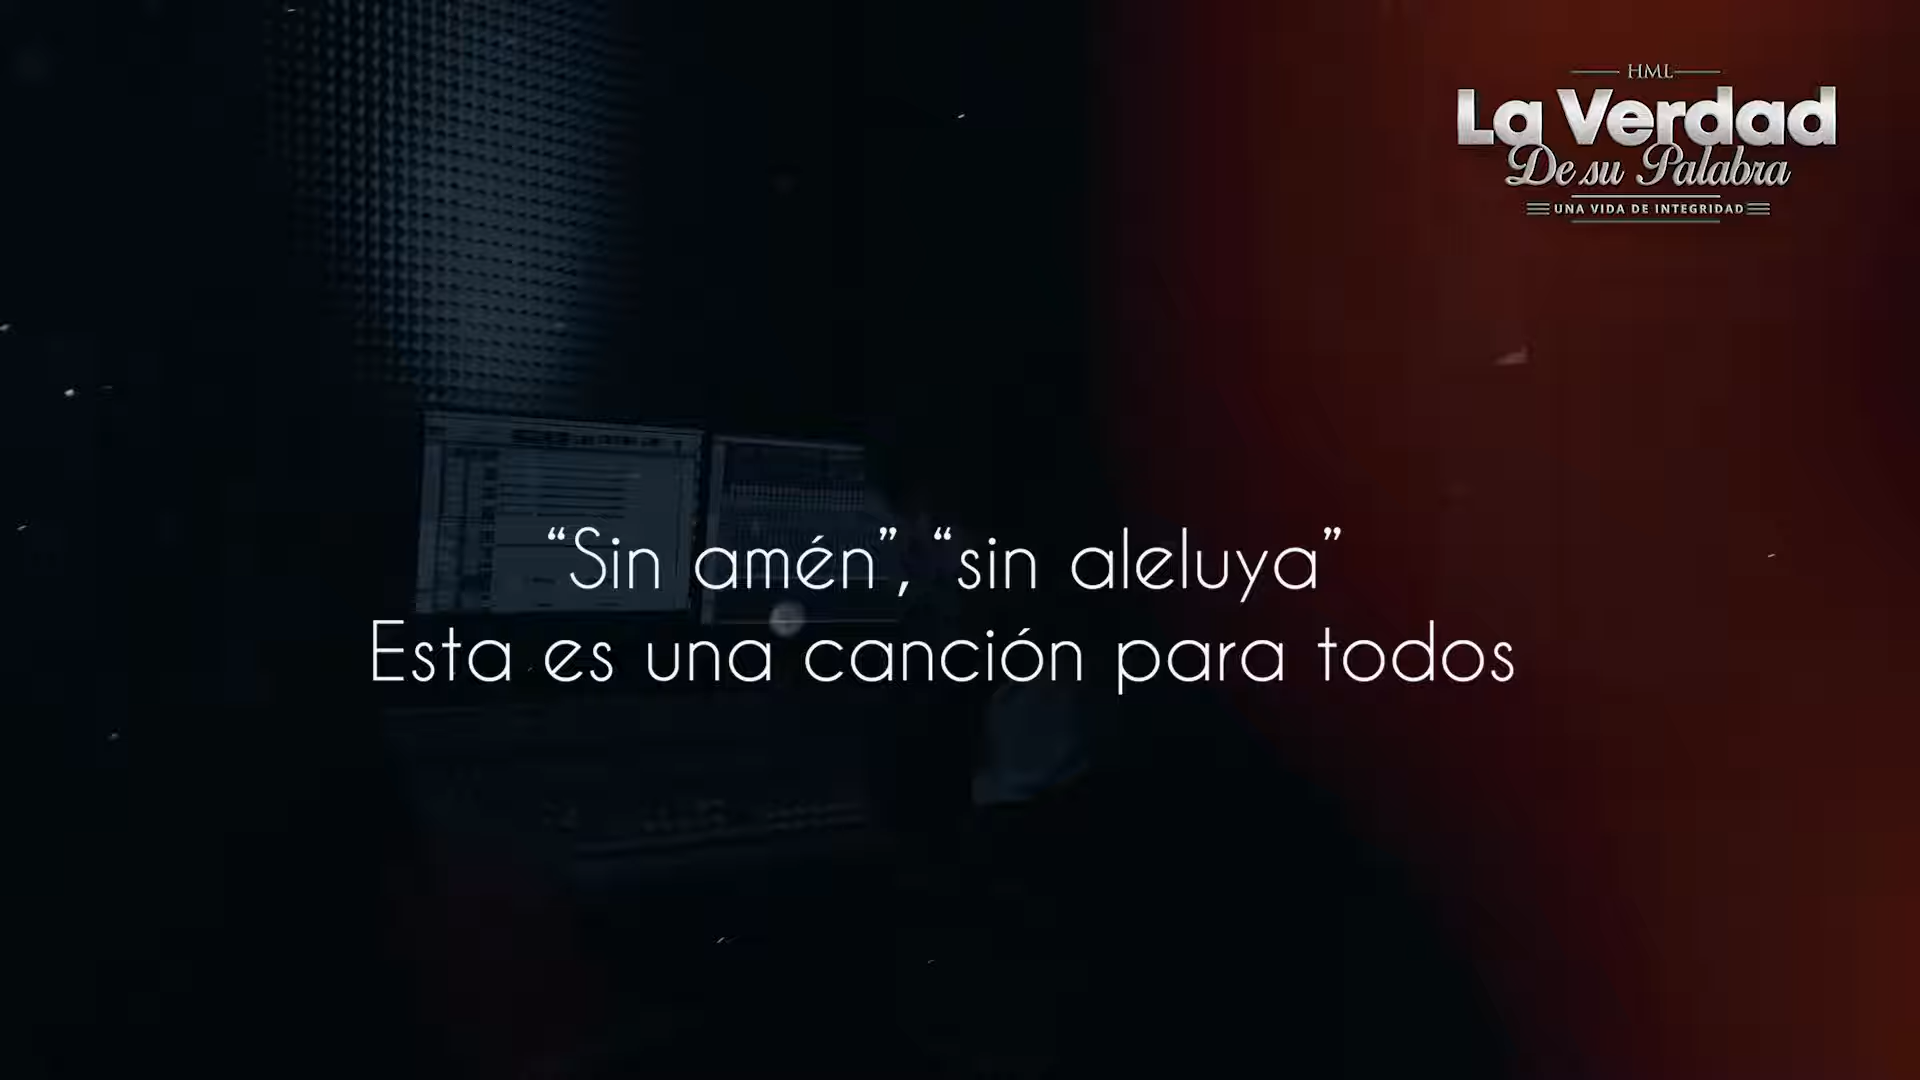 HML
La Verdad
De su Palabra
UNA VIDA DE INTEGRIDAD
“Sin amén”, “sin aleluya”
Esta es una canción para todos